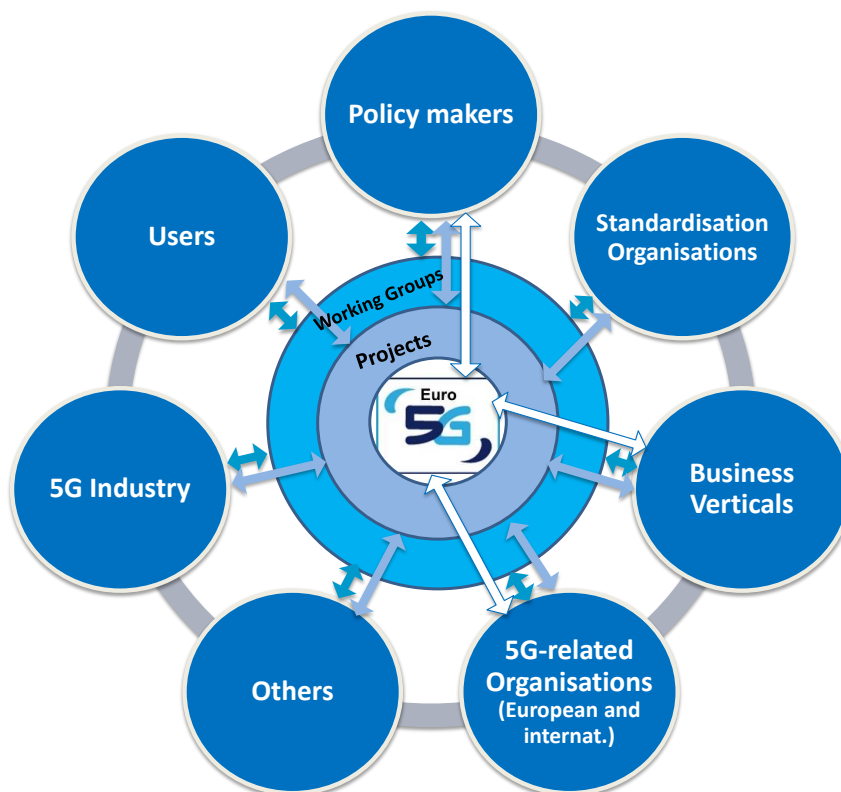 Policy makers
Standardisation
Organisations
Users
Working Groups
Projects
Euro
5G
5G Industry
Business
Verticals
Others
5G-related
Organisations
(European and
internat.)